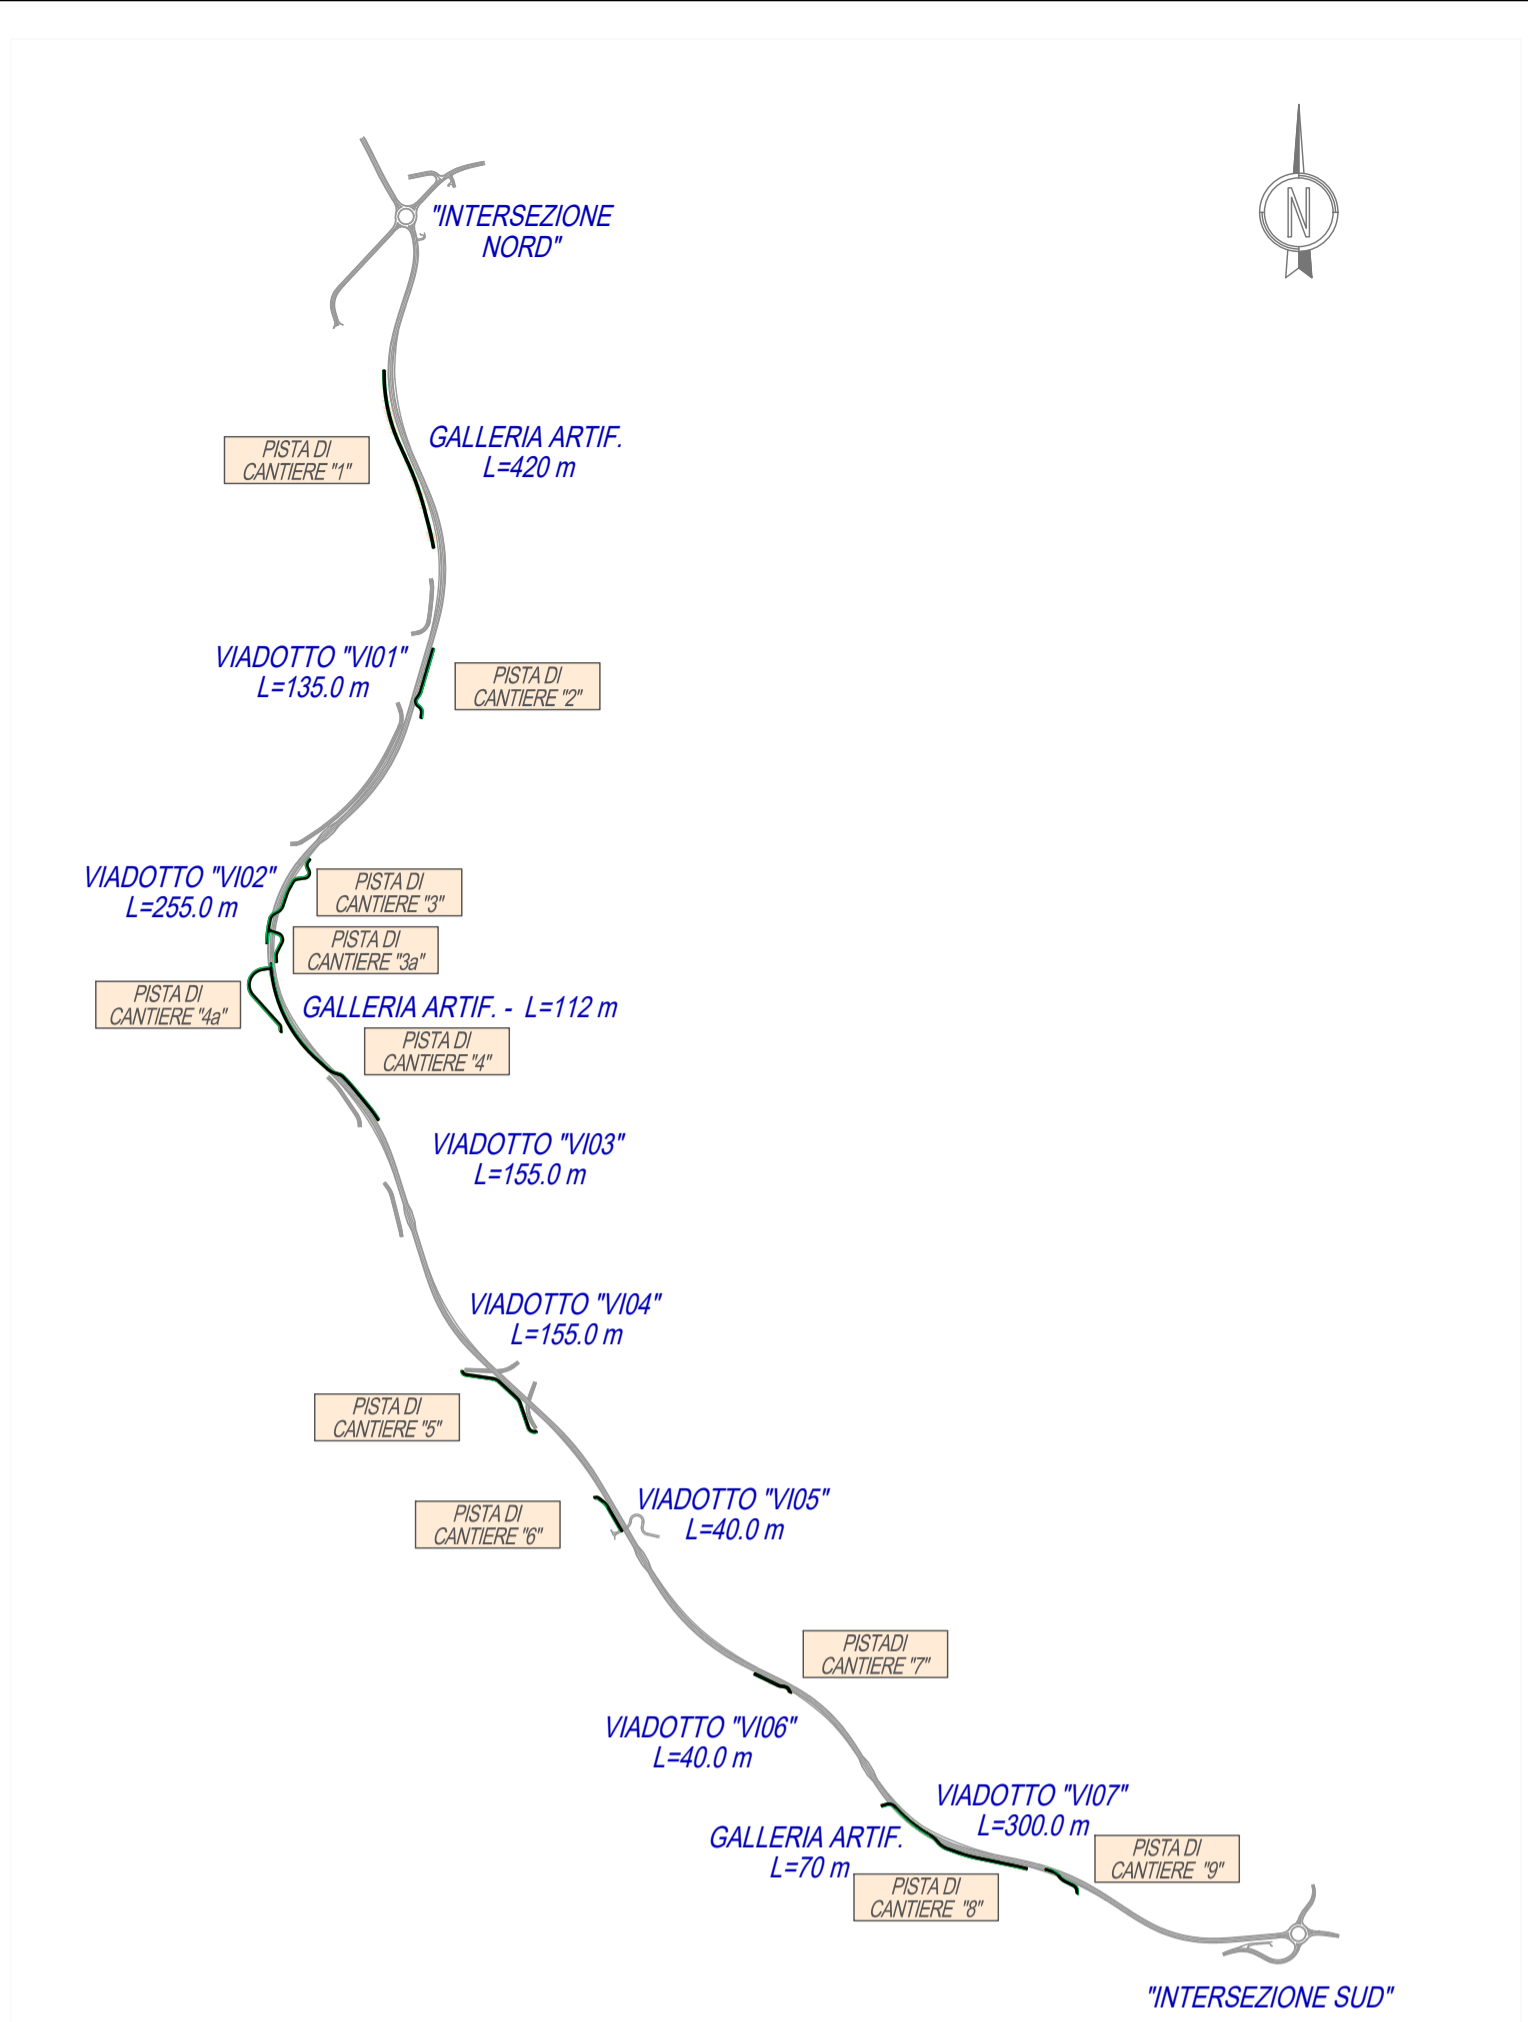 N
"INTERSEZIONE
NORD"
GALLERIA ARTIF.
L=420 m
PISTA DI
CANTIERE "1"
VIADOTTO "VI01"
L=135.0 m
PISTA DI
CANTIERE "2"
VIADOTTO "VI02"
L=255.0 m
PISTA DI
CANTIERE "3"
PISTA DI
CANTIERE "3a"
PISTA DI
CANTIERE "4a"
GALLERIA ARTIF. - L=112 m
PISTA DI
CANTIERE "4"
VIADOTTO "VI03"
L=155.0 m
VIADOTTO "VI04"
L=155.0 m
PISTA DI
CANTIERE "5"
VIADOTTO "VI05"
L=40.0 m
PISTA DI
CANTIERE "6"
PISTADI
CANTIERE "7"
VIADOTTO "VI06"
L=40.0 m
VIADOTTO "VI07"
L=300.0 m
GALLERIA ARTIF.
L=70 m
PISTA DI
CANTIERE "9"
PISTA DI
CANTIERE "8"
"INTERSEZIONE SUD"